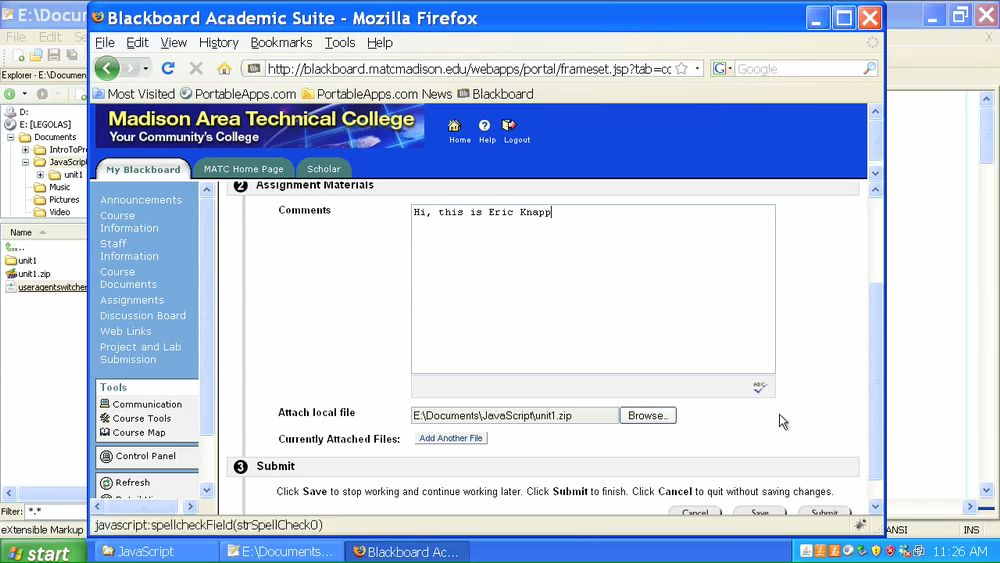 E:\Docu
Blackboard Academic Suite - Mozilla Firefox
File Edit
File Edit View History Bookmarks Tools Help
http://blackboard.matcmadison.edu/webapps/portal/frameset.jsp?tab=cc
Google
Most Visited PortableApps.com PortableApps.com News Blackboard
Explorer - E:\Documen
D:
E: [LEGOLAS]
Documents
IntroToPr
JavaScript
unit1
Music
Pictures
Video
Name
..
unit1
unit1.zip
useragentswitcher
Madison Area Technical College
Your Community's College
Home Help Logout
My Blackboard MATC Home Page Scholar
Announcements
Course
Information
Staff
Information
Course
Documents
Assignments
Discussion Board
Web Links
Project and Lab
Submission
Tools
Communication
Course Tools
Course Map
Control Panel
Refresh
2 Assignment Materials
Comments
Hi, this is Eric Knapp
ABC
Attach local file
E:\Documents\JavaScript\unit1.zip Browse..
Currently Attached Files: Add Another File
3 Submit
Click Save to stop working and continue working later. Click Submit to finish. Click Cancel to quit without saving changes.
Cancel Save Submit
Filter: *.*
javascript:spellcheckField(strSpellCheck0)
eXtensible Markup
ANSI INS
start JavaScript E:\Documents... Blackboard Ac... 11:26 AM